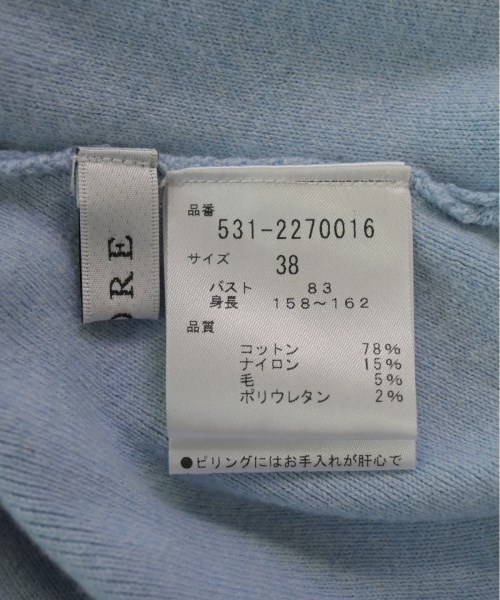 ORE
品番
531-2270016
サイズ 38
バスト 83
身長 158～162
品質
コットン 78%
ナイロン 15%
毛 5%
ポリウレタン 2%
●ピリングにはお手入れが肝心で